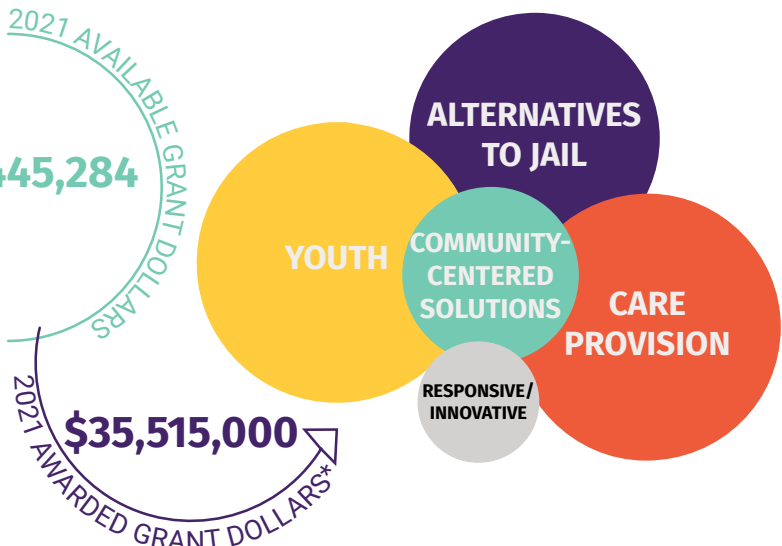 2021 AVAILABLE GRANT DOLLARS
45,284
ALTERNATIVES
TO JAIL
YOUTH
COMMUNITY-
CENTERED
SOLUTIONS
CARE
PROVISION
RESPONSIVE/
INNOVATIVE
$35,515,000
2021 AWARDED GRANT DOLLARS*